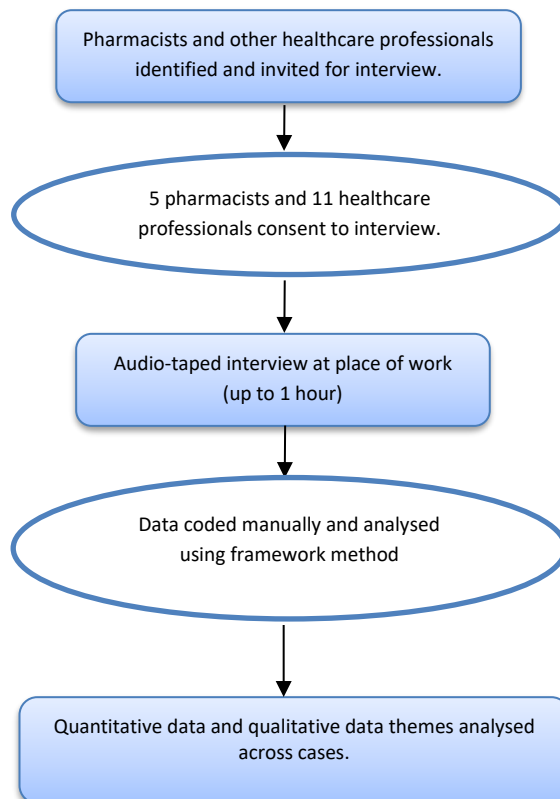 Pharmacists and other healthcare professionals
identified and invited for interview.
5 pharmacists and 11 healthcare
professionals consent to interview.
Audio-taped interview at place of work
(up to 1 hour)
Data coded manually and analysed
using framework method
Quantitative data and qualitative data themes analysed
across cases.